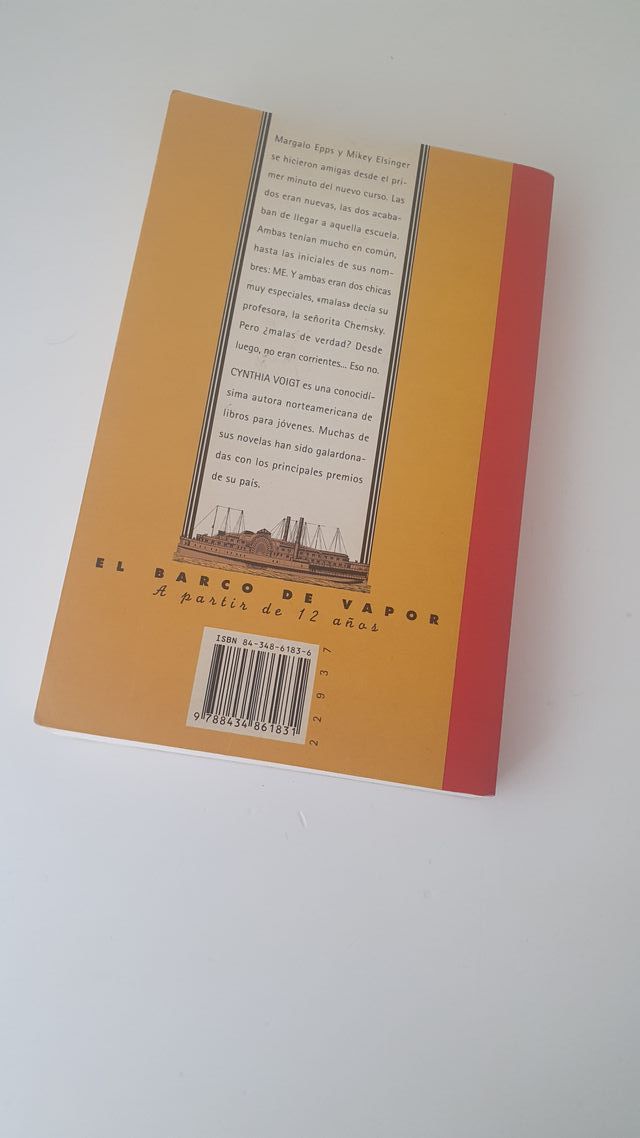 Margalo Epps y Mikey Elsinger
se hicieron amigas desde el pri-
mer minuto del nuevo curso. Las
dos eran nuevas, las dos acaba-
ban de llegar a aquella escuela.
Ambas tenían mucho en común,
hasta las iniciales de sus nom-
bres: ME. Y ambas eran dos chicas
muy especiales, «malas» decía su
profesora, la señorita Chemsky.
Pero ¿malas de verdad? Desde
luego, no eran corrientes... Eso no.
CYNTHIA VOIGT es una conocidí-
sima autora norteamericana de
libros para jóvenes. Muchas de
sus novelas han sido galardona-
das con los principales premios
de su país.
EL BARCO DE VAPOR
A partir de 12 años
ISBN 84-348-6183-6
9 788434 861831
22937